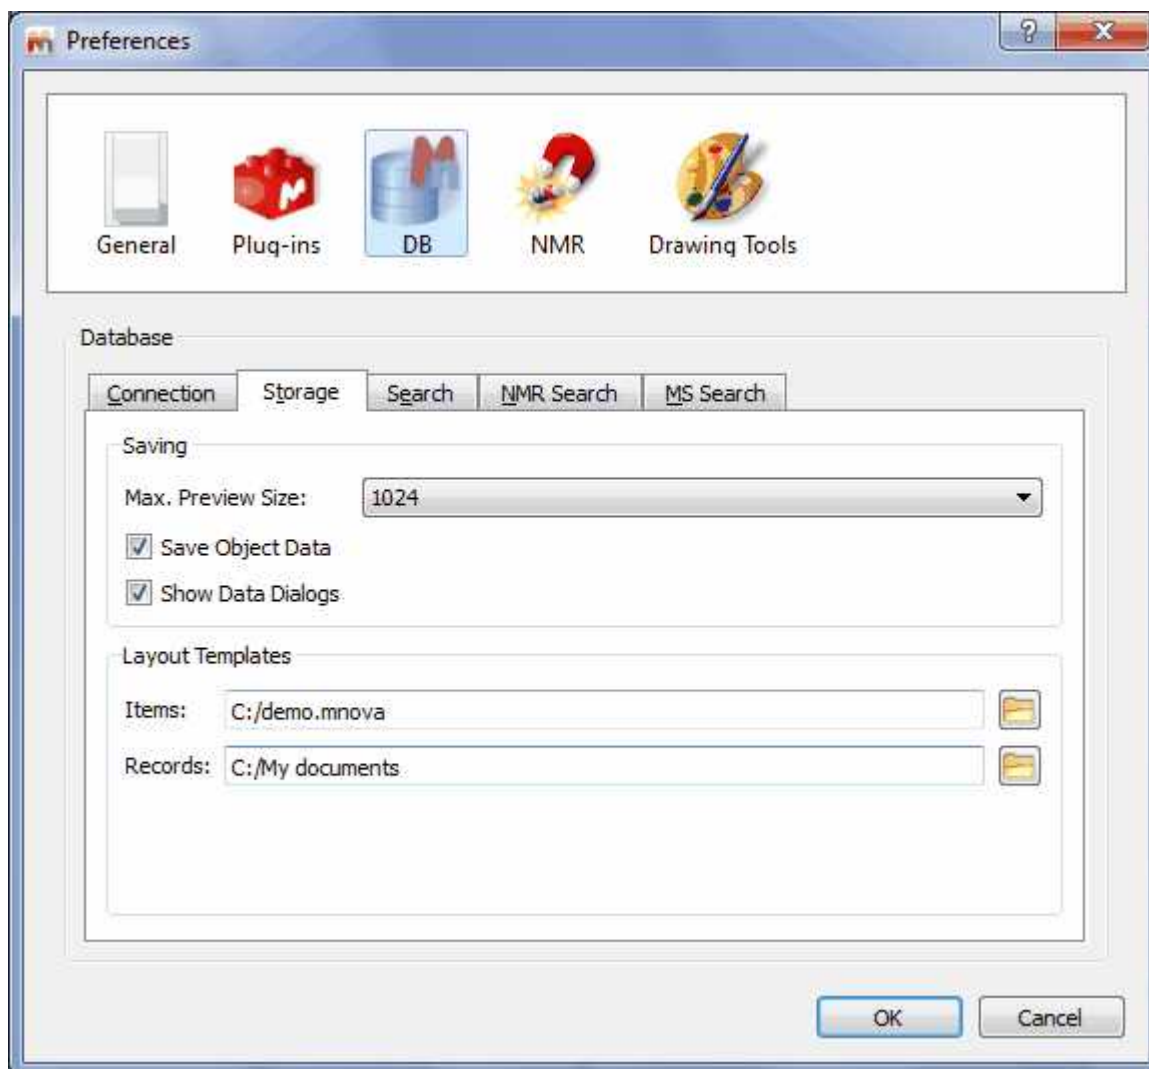 Preferences
General Plug-ins DB NMR Drawing Tools
Database
Connection Storage Search NMR Search MS Search
Saving
Max. Preview Size: 1024
Save Object Data
Show Data Dialogs
Layout Templates
Items: C:/demo.mnova
Records: C:/My documents
OK Cancel